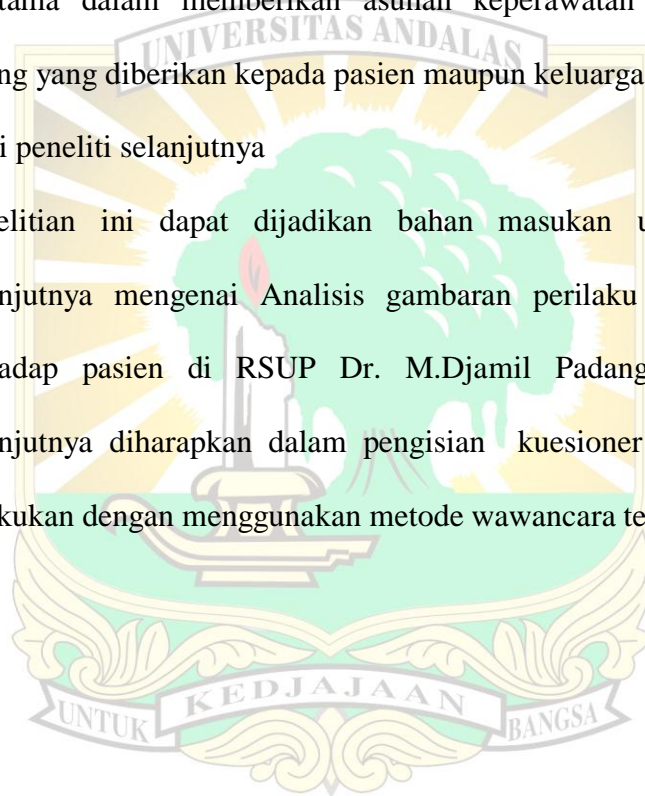 tama dalam memberikan asuhan keperawatan
UNIVERSITAS ANDALAS
ng yang diberikan kepada pasien maupun keluarga
i peneliti selanjutnya
elitian ini dapat dijadikan bahan masukan u
njutnya mengenai Analisis gambaran perilaku
adap pasien di RSUP Dr. M.Djamil Padang
njutnya diharapkan dalam pengisian kuesioner
kukan dengan menggunakan metode wawancara te
UNTUK KEDJAJAAN BANGSA